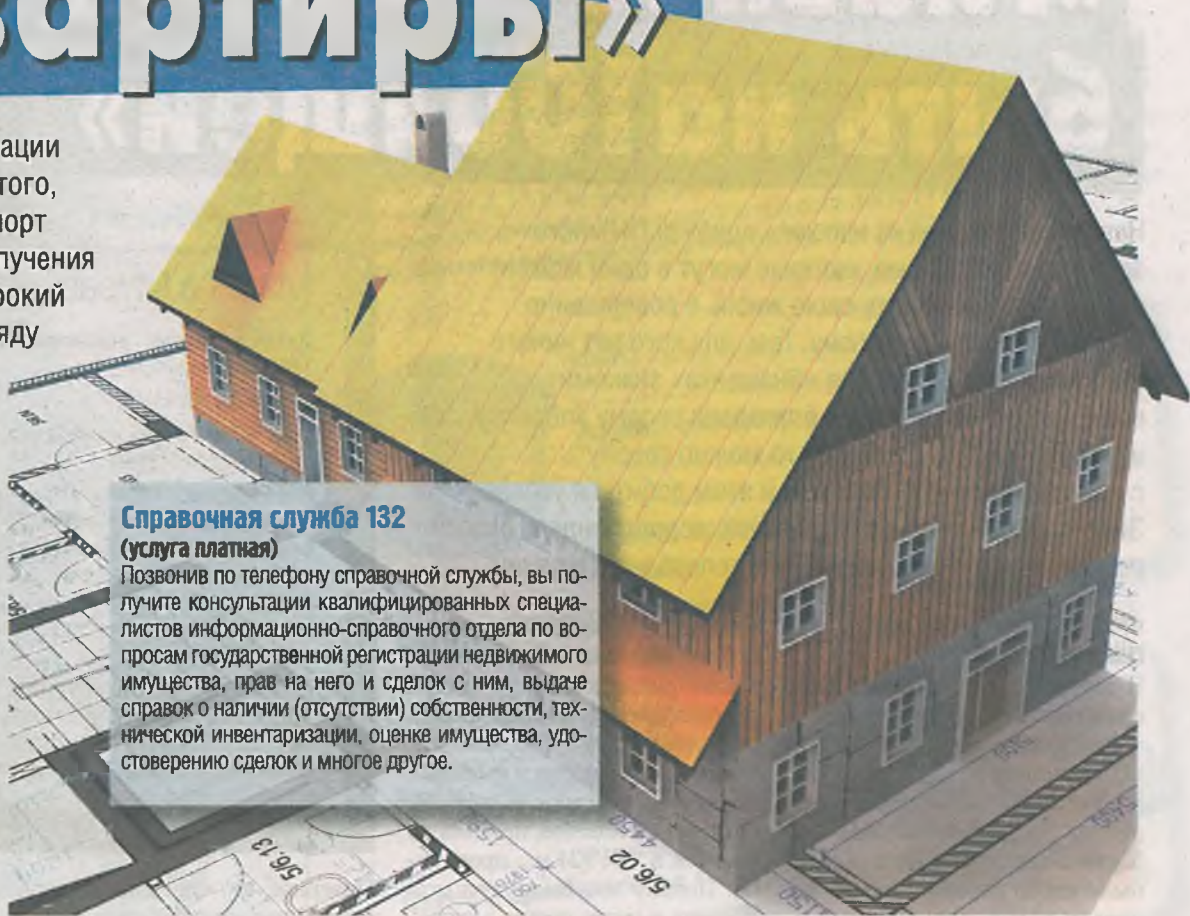 вартиры»
ации
того,
порт
лучения
рокий
яду
Справочная служба 132
(услуга платная)
Позвонив по телефону справочной службы, вы по-
лучите консультации квалифицированных специа-
листов информационно-справочного отдела по во-
просам государственной регистрации недвижимого
имущества, прав на него и сделок с ним, выдаче
справок о наличии (отсутствии) собственности, тех-
нической инвентаризации, оценке имущества, удо-
стоверению сделок и многое другое.
5/6.13
1590
4450
5/6.02